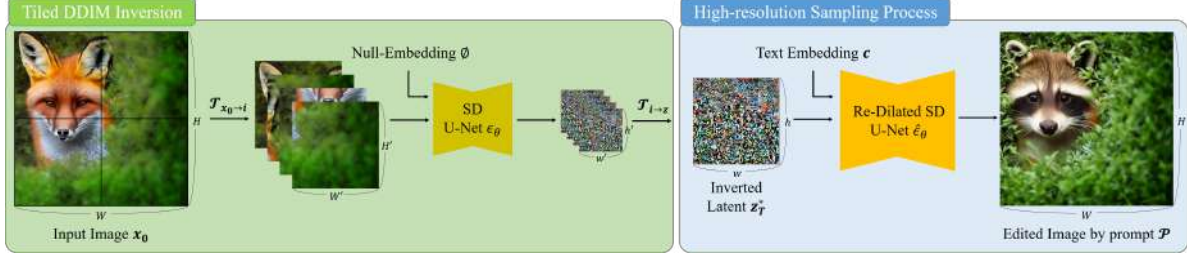 Tiled DDIM Inversion
H
W
Input Image x₀
𝒯x₀→i
H'
W'
Null-Embedding ∅
SD
U-Net ϵθ
h'
w'
𝒯i→z
High-resolution Sampling Process
h
w
Inverted
Latent z*T
Text Embedding c
Re-Dilated SD
U-Net ϵ̂θ
H
W
Edited Image by prompt 𝒫